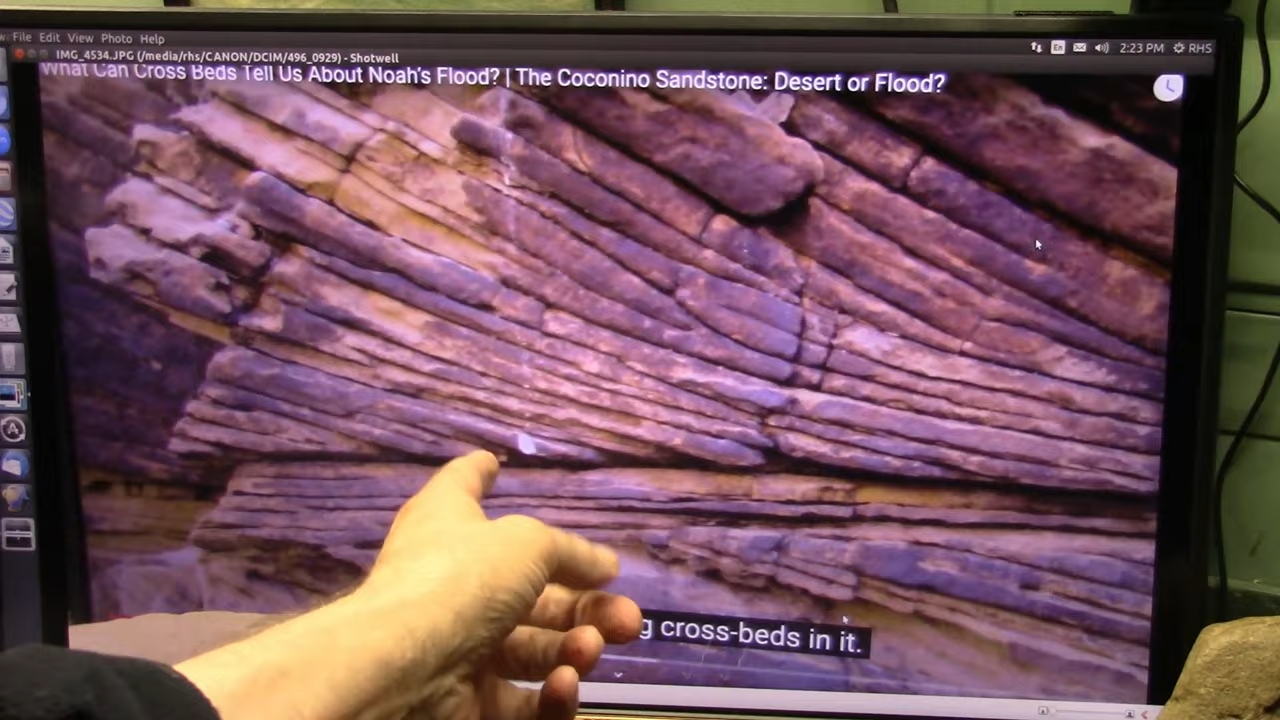 File Edit View Photo Help
En
2:23 PM
RHS
IMG_4534.JPG (/media/rhs/CANON/DCIM/496_0929) - Shotwell
What Can Cross Beds Tell Us About Noah's Flood? | The Coconino Sandstone: Desert or Flood?
cross-beds in it.